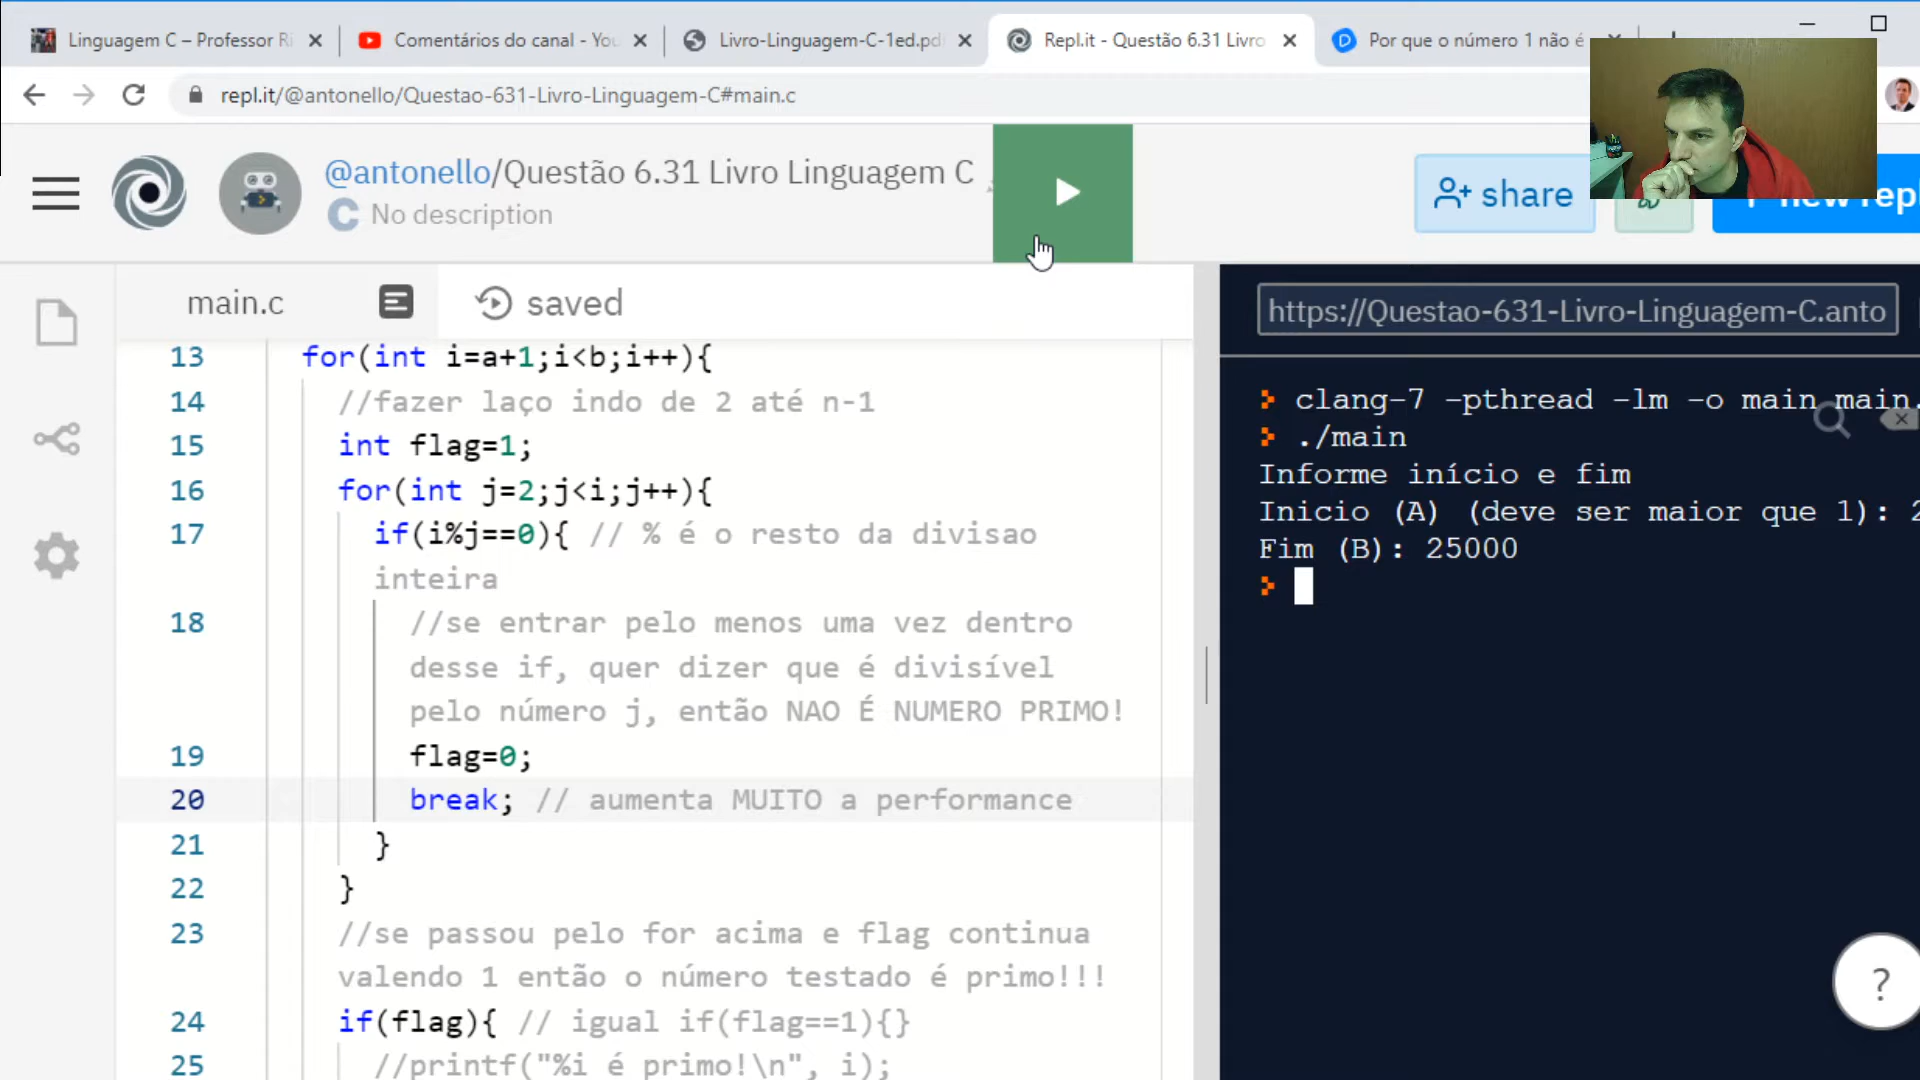 Linguagem C – Professor Ri
Comentários do canal - You
Livro-Linguagem-C-1ed.pdf
Repl.it - Questão 6.31 Livro
Por que o número 1 não é
repl.it/@antonello/Questao-631-Livro-Linguagem-C#main.c
@antonello/Questão 6.31 Livro Linguagem C
C No description
share
new repl
main.c
saved
https://Questao-631-Livro-Linguagem-C.anto
13 for(int i=a+1;i<b;i++){
14 //fazer laço indo de 2 até n-1
15 int flag=1;
16 for(int j=2;j<i;j++){
17 if(i%j==0){ // % é o resto da divisao
inteira
18 //se entrar pelo menos uma vez dentro
desse if, quer dizer que é divisível
pelo número j, então NAO É NUMERO PRIMO!
19 flag=0;
20 break; // aumenta MUITO a performance
21 }
22 }
23 //se passou pelo for acima e flag continua
valendo 1 então o número testado é primo!!!
24 if(flag){ // igual if(flag==1){}
25 //printf("%i é primo!\n", i);
clang-7 -pthread -lm -o main main.
./main
Informe início e fim
Inicio (A) (deve ser maior que 1): 2
Fim (B): 25000
?